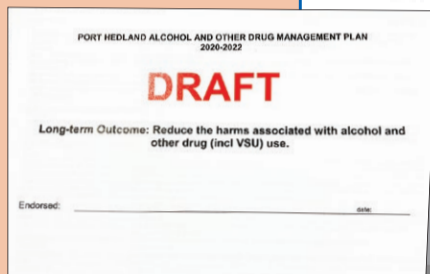 PORT HEDLAND ALCOHOL AND OTHER DRUG MANAGEMENT PLAN
2020-2022
DRAFT
Long-term Outcome: Reduce the harms associated with alcohol and
other drug (incl VSU) use.
Endorsed: date: